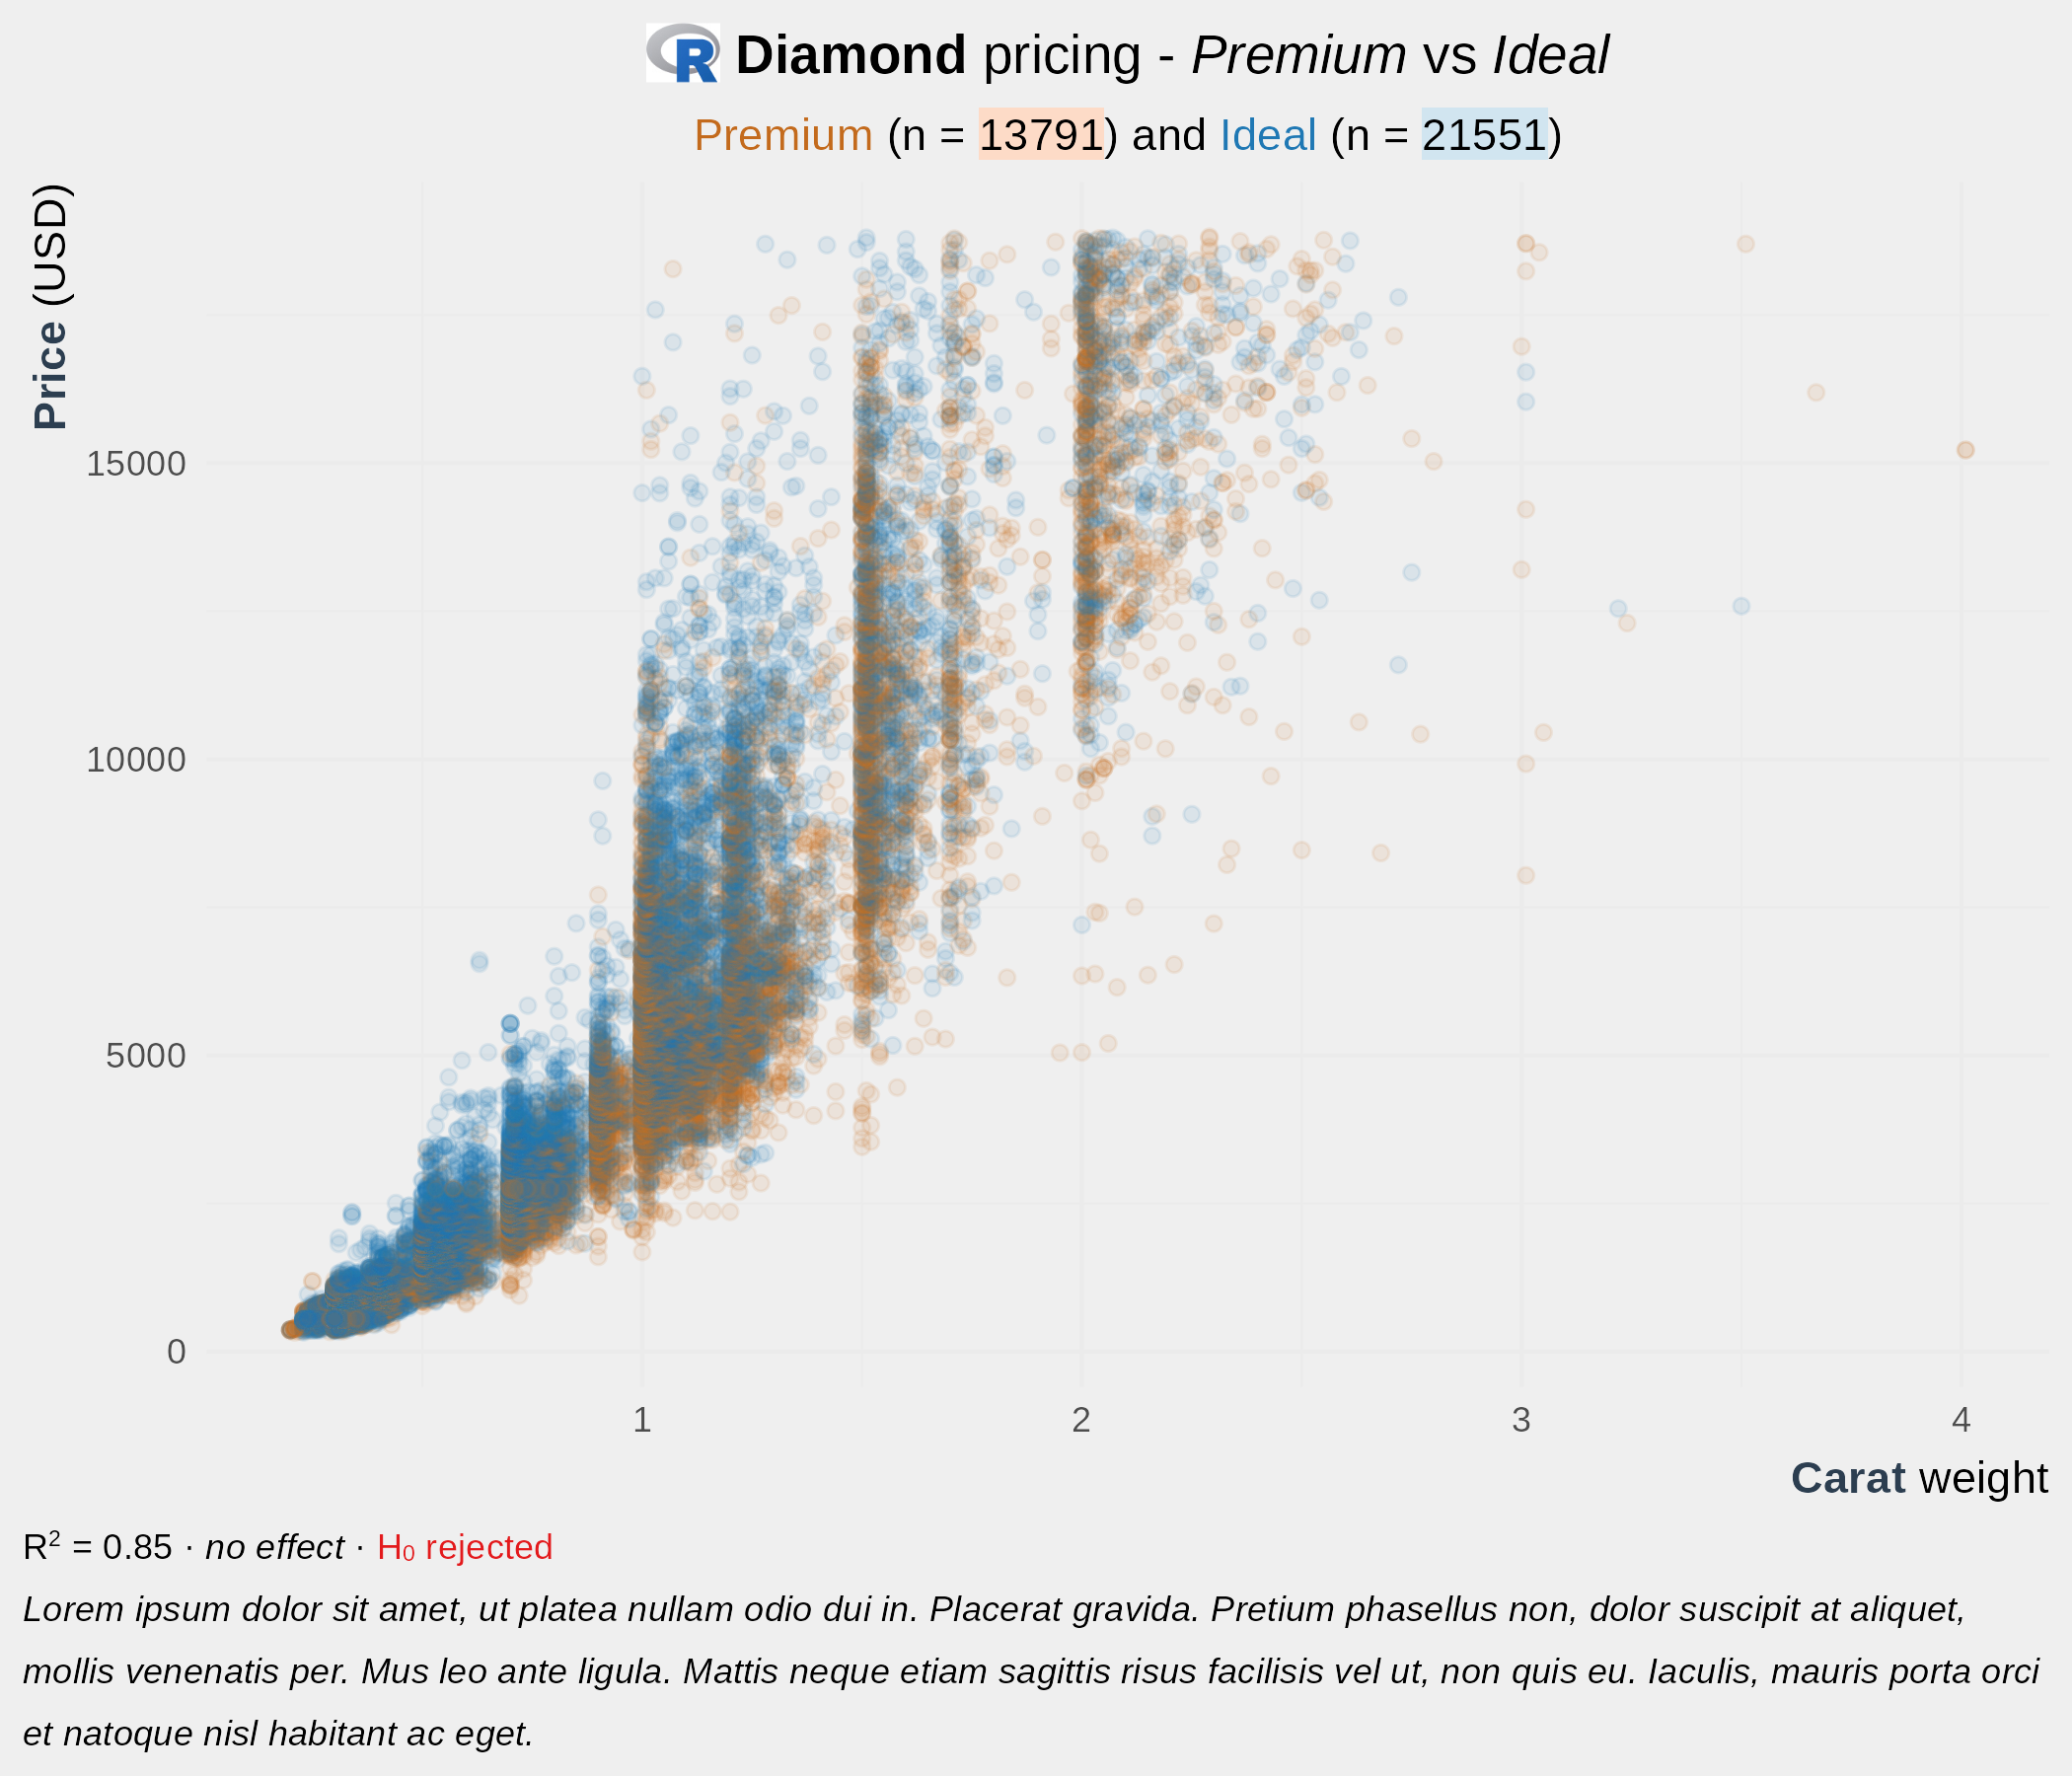 R Diamond pricing - Premium vs Ideal
Premium (n = 13791) and Ideal (n = 21551)
Price (USD)
15000
10000
5000
0
1 2 3 4
Carat weight
R² = 0.85 · no effect · H₀ rejected
Lorem ipsum dolor sit amet, ut platea nullam odio dui in. Placerat gravida. Pretium phasellus non, dolor suscipit at aliquet,
mollis venenatis per. Mus leo ante ligula. Mattis neque etiam sagittis risus facilisis vel ut, non quis eu. Iaculis, mauris porta orci
et natoque nisl habitant ac eget.